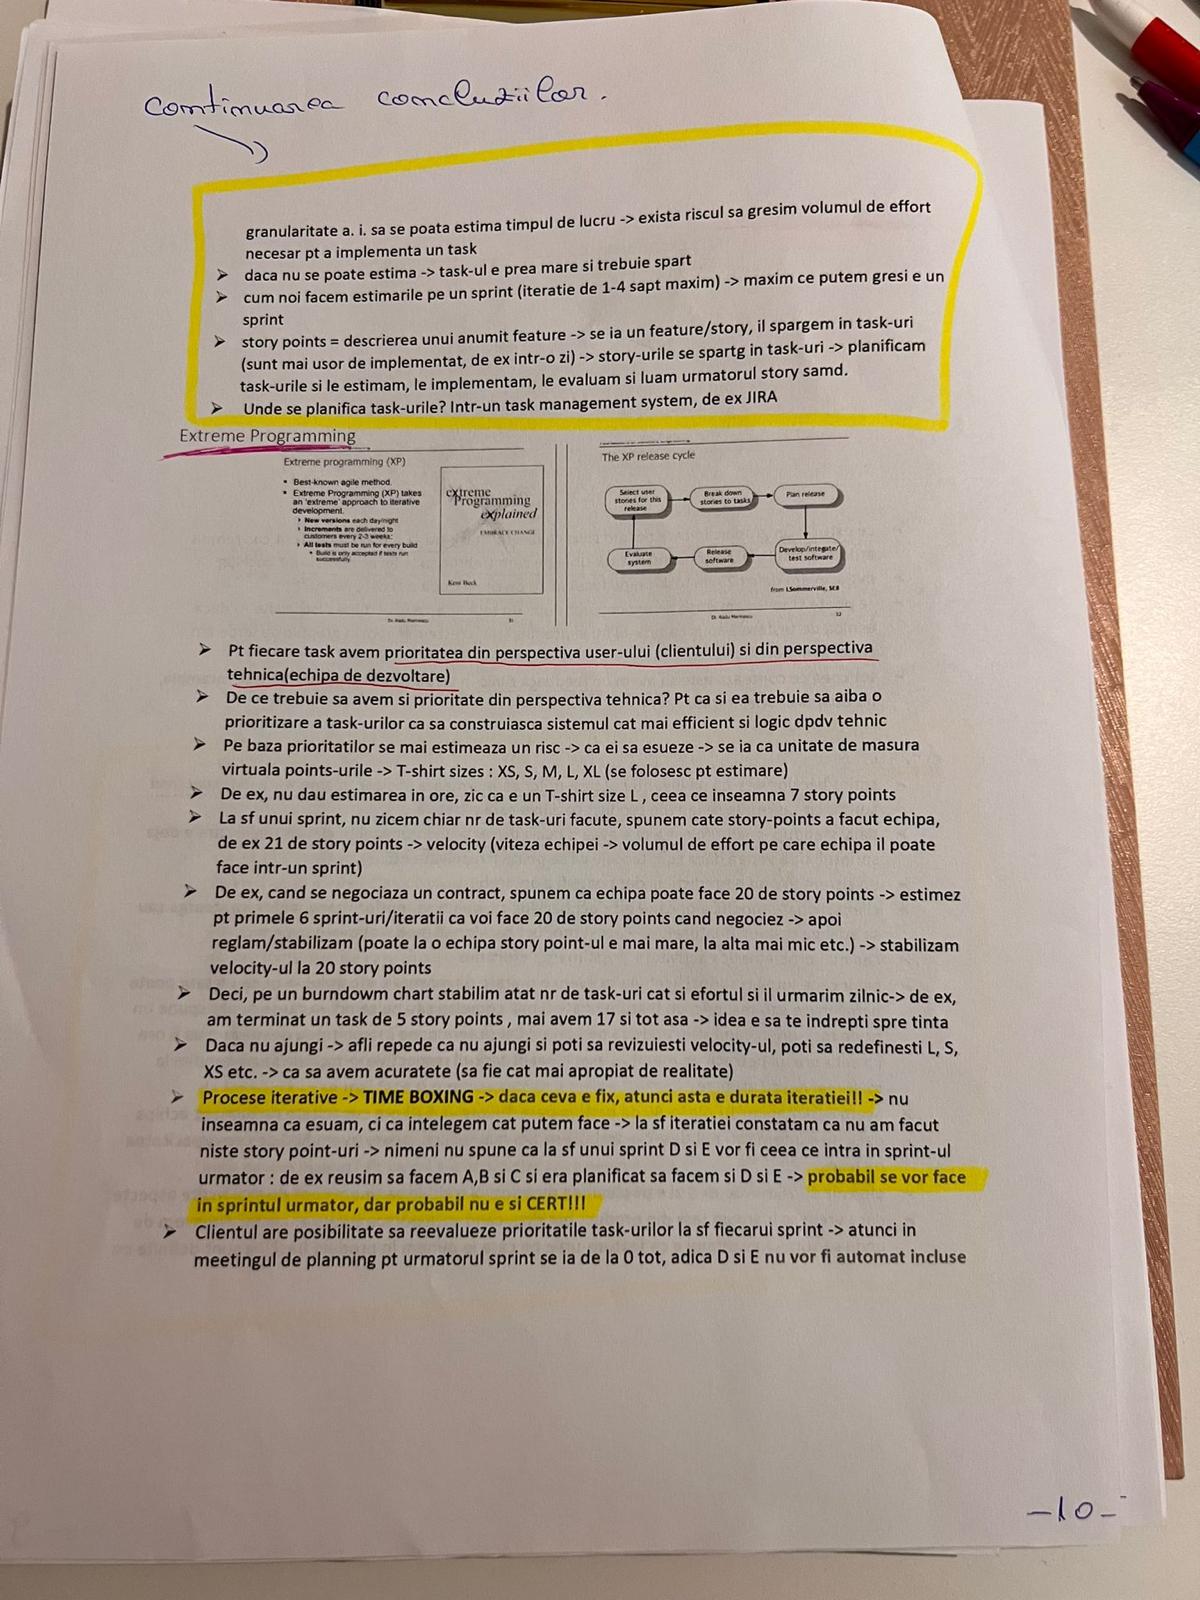 continuarea concluziilor.
granularitate a. i. sa se poata estima timpul de lucru -> exista riscul sa gresim volumul de effort
necesar pt a implementa un task
➢ daca nu se poate estima -> task-ul e prea mare si trebuie spart
➢ cum noi facem estimarile pe un sprint (iteratie de 1-4 sapt maxim) -> maxim ce putem gresi e un
sprint
➢ story points = descrierea unui anumit feature -> se ia un feature/story, il spargem in task-uri
(sunt mai usor de implementat, de ex intr-o zi) -> story-urile se spartg in task-uri -> planificam
task-urile si le estimam, le implementam, le evaluam si luam urmatorul story samd.
➢ Unde se planifica task-urile? Intr-un task management system, de ex JIRA
Extreme Programming
Extreme programming (XP)
• Best-known agile method.
• Extreme Programming (XP) takes
an 'extreme' approach to iterative
development.
› New versions each day/night
› Increments are delivered to
customers every 2-3 weeks;
› All tests must be run for every build
• Build is only accepted if tests run
successfully
extreme
Programming
explained
EMBRACE CHANGE
Kent Beck
Dr. Radu Marinescu
31
The XP release cycle
Select user
stories for this
release
Break down
stories to tasks
Plan release
Evaluate
system
Release
software
Develop/integate/
test software
from I.Sommerville, SE8
Dr. Radu Marinescu
32
➢ Pt fiecare task avem prioritatea din perspectiva user-ului (clientului) si din perspectiva
tehnica(echipa de dezvoltare)
➢ De ce trebuie sa avem si prioritate din perspectiva tehnica? Pt ca si ea trebuie sa aiba o
prioritizare a task-urilor ca sa construiasca sistemul cat mai efficient si logic dpdv tehnic
➢ Pe baza prioritatilor se mai estimeaza un risc -> ca ei sa esueze -> se ia ca unitate de masura
virtuala points-urile -> T-shirt sizes : XS, S, M, L, XL (se folosesc pt estimare)
➢ De ex, nu dau estimarea in ore, zic ca e un T-shirt size L , ceea ce inseamna 7 story points
➢ La sf unui sprint, nu zicem chiar nr de task-uri facute, spunem cate story-points a facut echipa,
de ex 21 de story points -> velocity (viteza echipei -> volumul de effort pe care echipa il poate
face intr-un sprint)
➢ De ex, cand se negociaza un contract, spunem ca echipa poate face 20 de story points -> estimez
pt primele 6 sprint-uri/iteratii ca voi face 20 de story points cand negociez -> apoi
reglam/stabilizam (poate la o echipa story point-ul e mai mare, la alta mai mic etc.) -> stabilizam
velocity-ul la 20 story points
➢ Deci, pe un burndowm chart stabilim atat nr de task-uri cat si efortul si il urmarim zilnic-> de ex,
am terminat un task de 5 story points , mai avem 17 si tot asa -> idea e sa te indrepti spre tinta
➢ Daca nu ajungi -> afli repede ca nu ajungi si poti sa revizuiesti velocity-ul, poti sa redefinesti L, S,
XS etc. -> ca sa avem acuratete (sa fie cat mai apropiat de realitate)
➢ Procese iterative -> TIME BOXING -> daca ceva e fix, atunci asta e durata iteratiei!! -> nu
inseamna ca esuam, ci ca intelegem cat putem face -> la sf iteratiei constatam ca nu am facut
niste story point-uri -> nimeni nu spune ca la sf unui sprint D si E vor fi ceea ce intra in sprint-ul
urmator : de ex reusim sa facem A,B si C si era planificat sa facem si D si E -> probabil se vor face
in sprintul urmator, dar probabil nu e si CERT!!!
➢ Clientul are posibilitate sa reevalueze prioritatile task-urilor la sf fiecarui sprint -> atunci in
meetingul de planning pt urmatorul sprint se ia de la 0 tot, adica D si E nu vor fi automat incluse
-10-